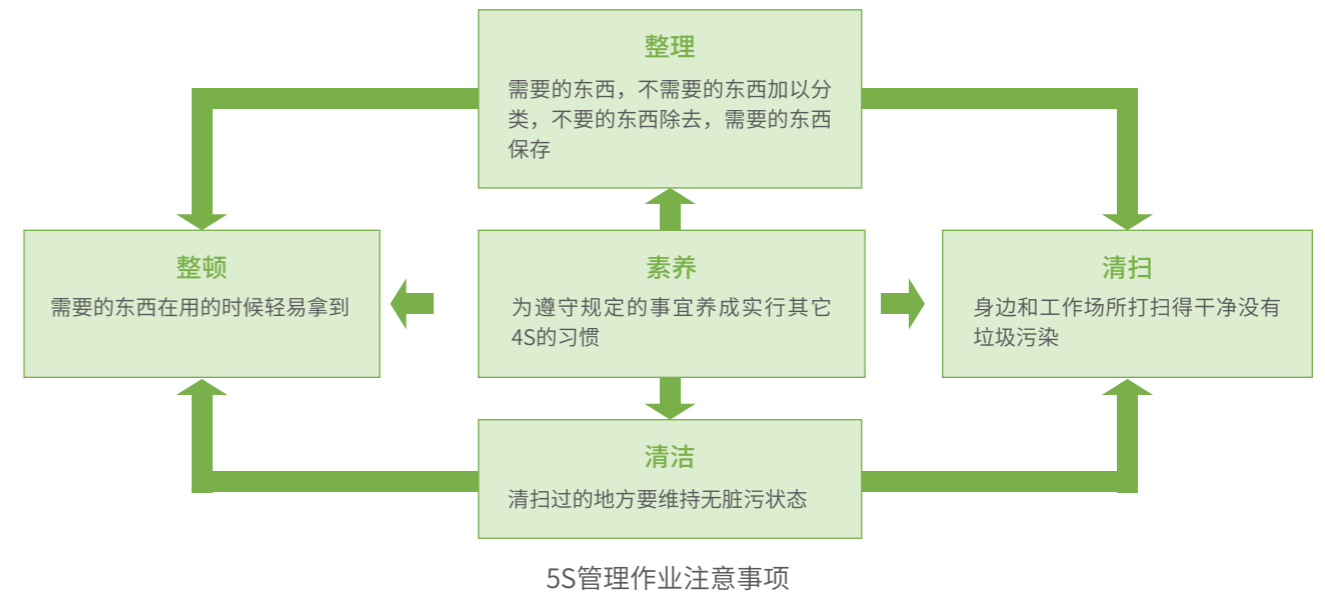 整理
需要的东西，不需要的东西加以分
类，不要的东西除去，需要的东西
保存
整顿
需要的东西在用的时候轻易拿到
素养
为遵守规定的事宜养成实行其它
4S的习惯
清扫
身边和工作场所打扫得干净没有
垃圾污染
清洁
清扫过的地方要维持无脏污状态
5S管理作业注意事项